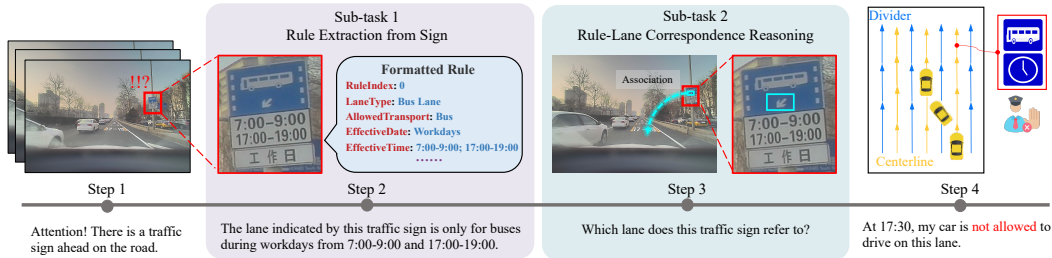 Sub-task 1
Rule Extraction from Sign
Sub-task 2
Rule-Lane Correspondence Reasoning
!!?
7:00-9:00
17:00-19:00
工作日
Formatted Rule
RuleIndex: 0
LaneType: Bus Lane
AllowedTransport: Bus
EffectiveDate: Workdays
EffectiveTime: 7:00-9:00; 17:00-19:00
......
Association
7:00-9:00
17:00-19:00
工作日
Divider
Centerline
Step 1
Step 2
Step 3
Step 4
Attention! There is a traffic
sign ahead on the road.
The lane indicated by this traffic sign is only for buses
during workdays from 7:00-9:00 and 17:00-19:00.
Which lane does this traffic sign refer to?
At 17:30, my car is not allowed to
drive on this lane.